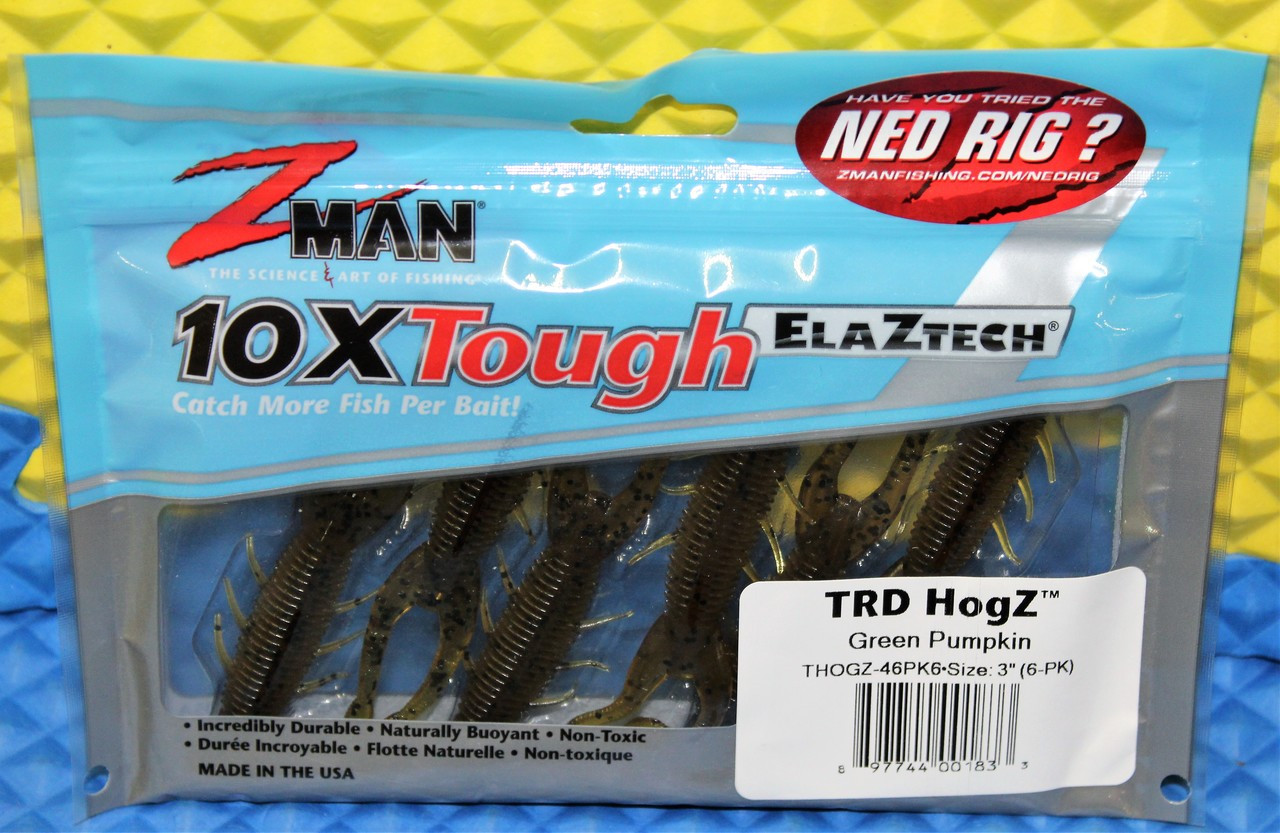 HAVE YOU TRIED THE
NED RIG?
ZMANFISHING.COM/NEDRIG
ZMAN®
THE SCIENCE & ART OF FISHING®
10X Tough ELAZTECH®
Catch More Fish Per Bait!
TRD HogZ™
Green Pumpkin
THOGZ-46PK6•Size: 3" (6-PK)
8 97744 00183 3
• Incredibly Durable • Naturally Buoyant • Non-Toxic
• Durée Incroyable • Flotte Naturelle • Non-toxique
MADE IN THE USA